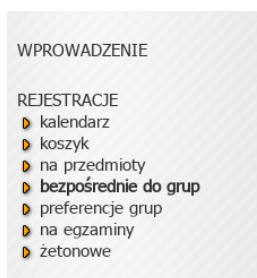 WPROWADZENIE
REJESTRACJE
kalendarz
koszyk
na przedmioty
bezpośrednie do grup
preferencje grup
na egzaminy
żetonowe